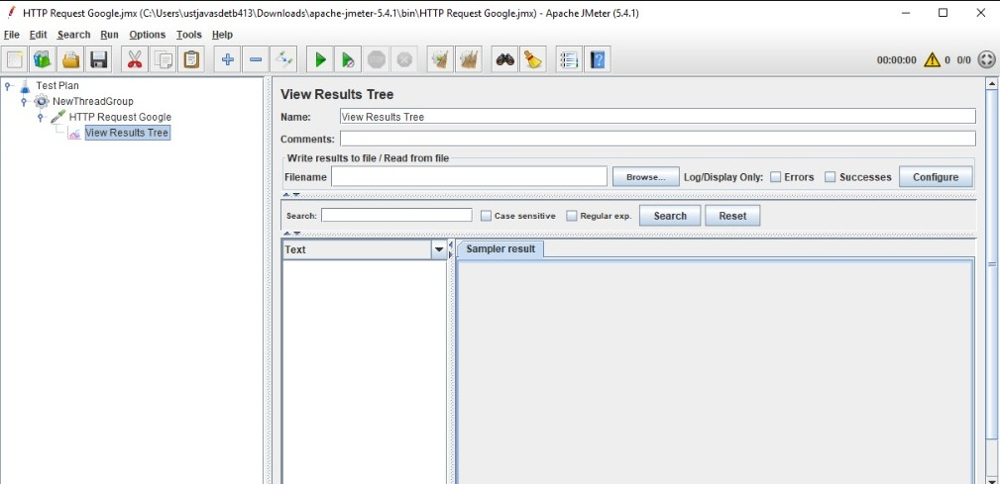 HTTP Request Google.jmx (C:\Users\ustjavasdetb413\Downloads\apache-jmeter-5.4.1\bin\HTTP Request Google.jmx) - Apache JMeter (5.4.1)
File Edit Search Run Options Tools Help
STOP
?
00:00:00 0 0/0
Test Plan
NewThreadGroup
HTTP Request Google
View Results Tree
View Results Tree
Name: View Results Tree
Comments:
Write results to file / Read from file
Filename Browse... Log/Display Only: Errors Successes Configure
Search: Case sensitive Regular exp. Search Reset
Text Sampler result